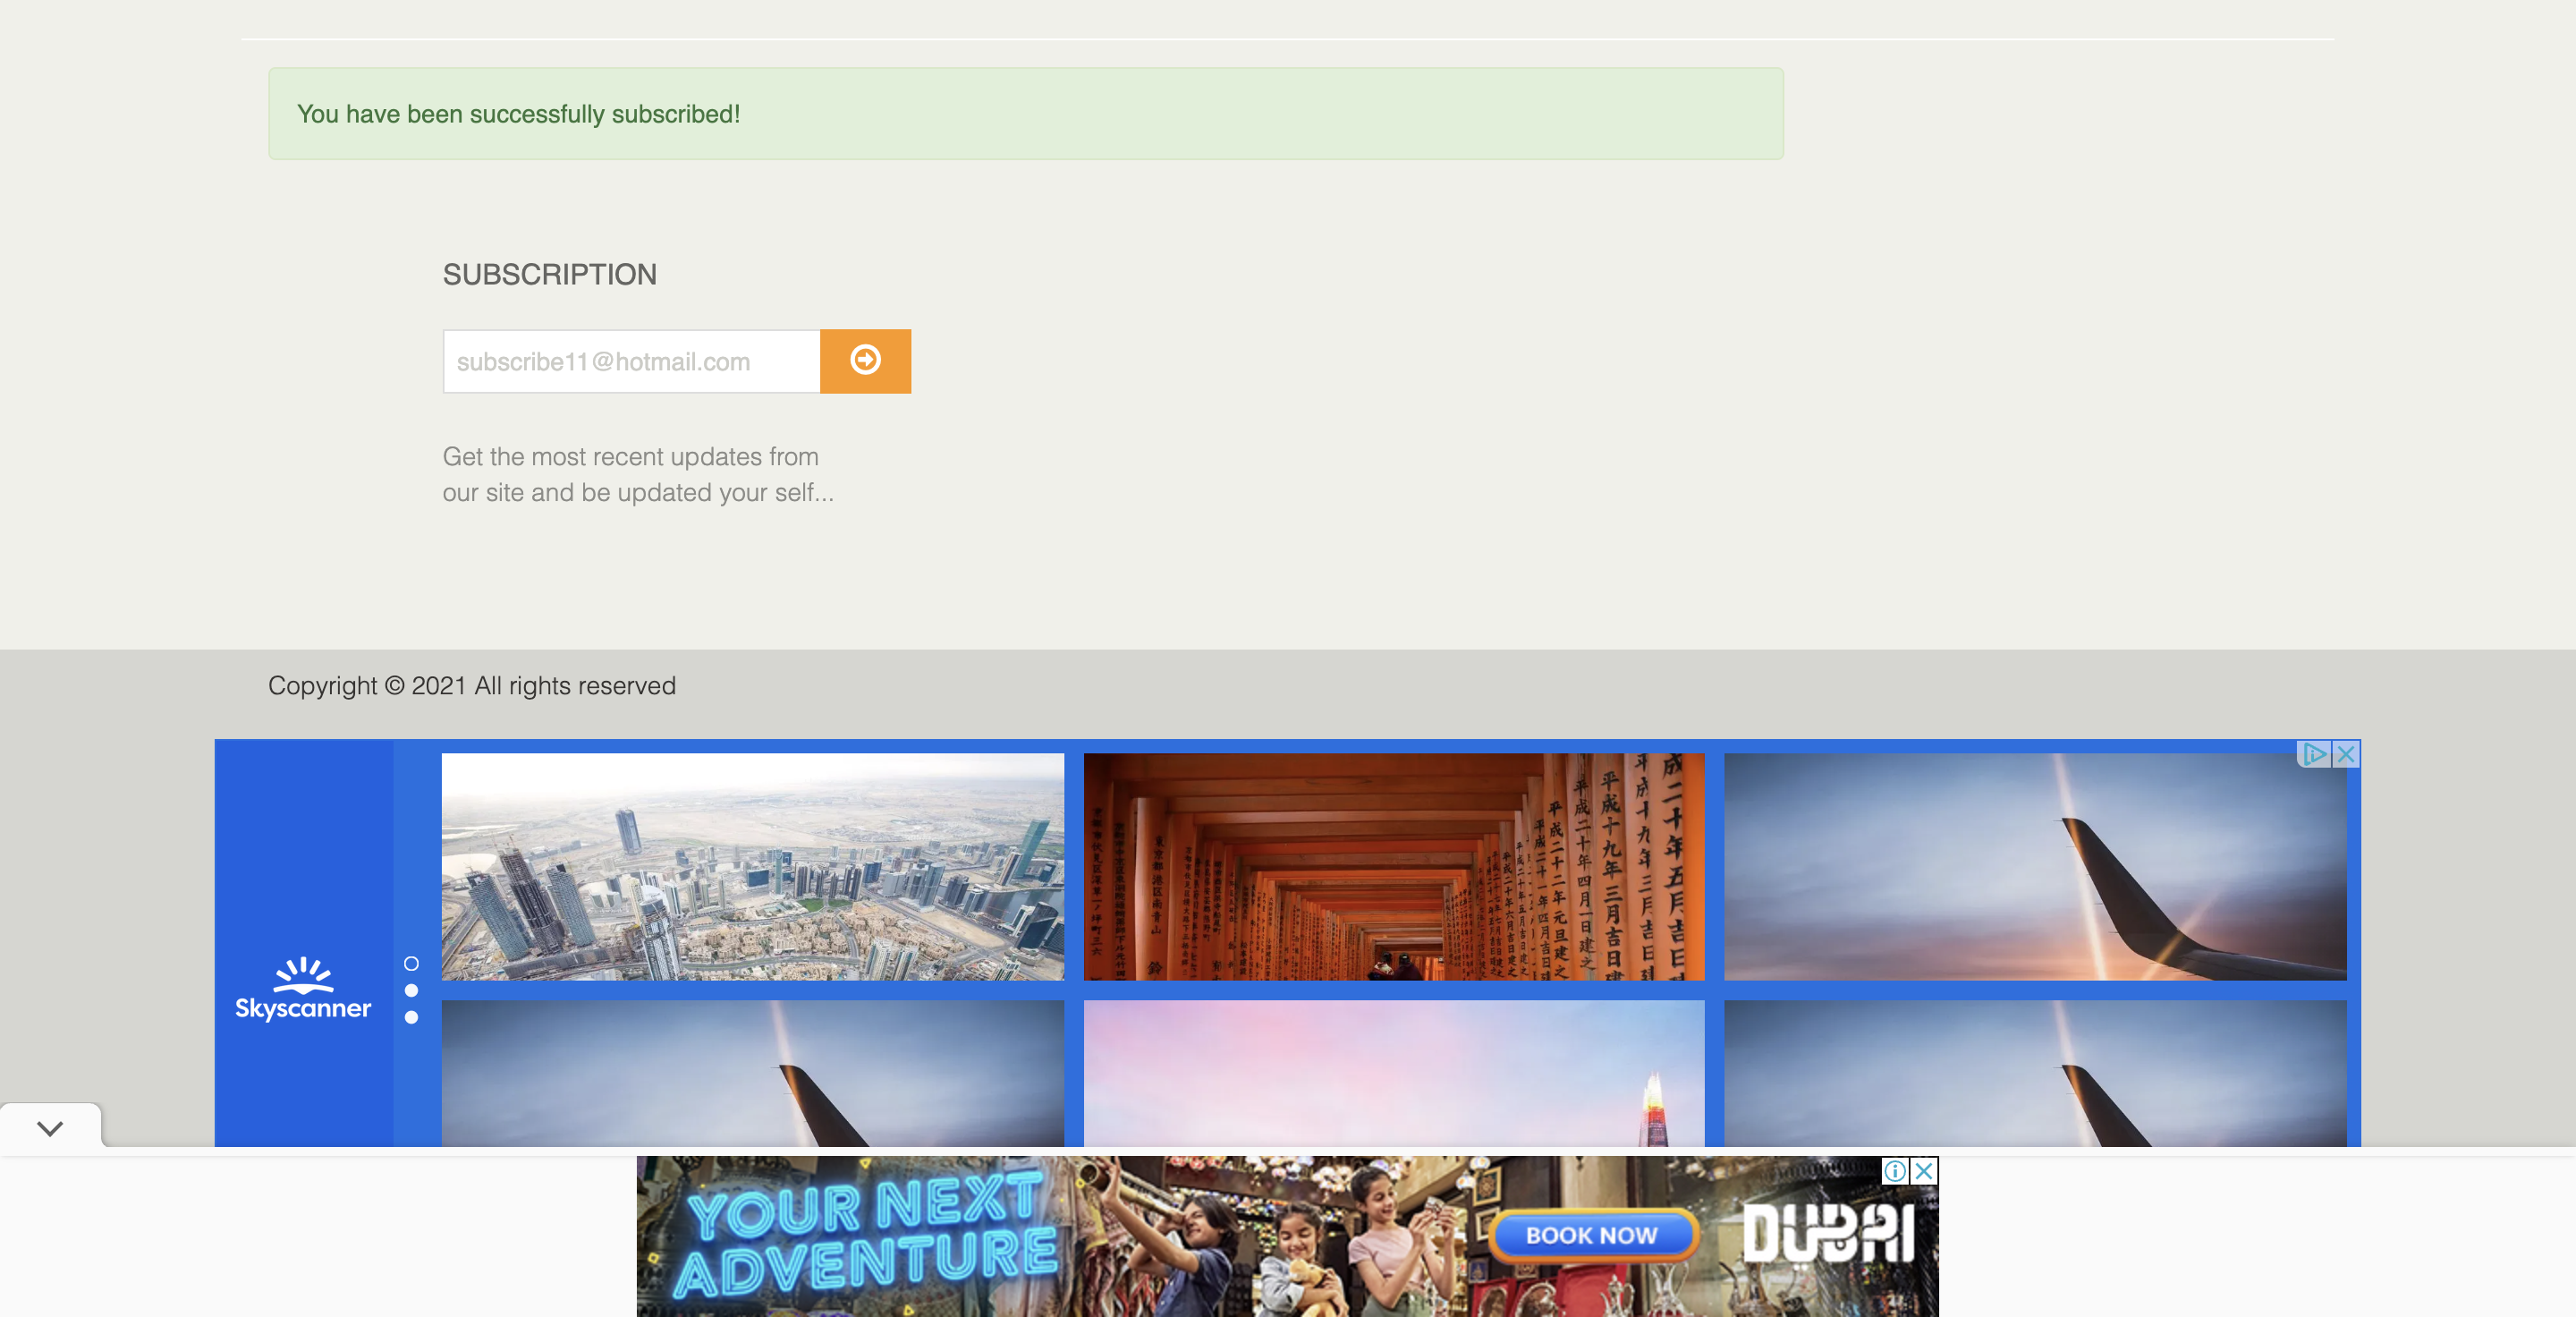 You have been successfully subscribed!
SUBSCRIPTION
subscribe11@hotmail.com
Get the most recent updates from
our site and be updated your self...
Copyright © 2021 All rights reserved
Skyscanner
YOUR NEXT
ADVENTURE
BOOK NOW
DUBAI